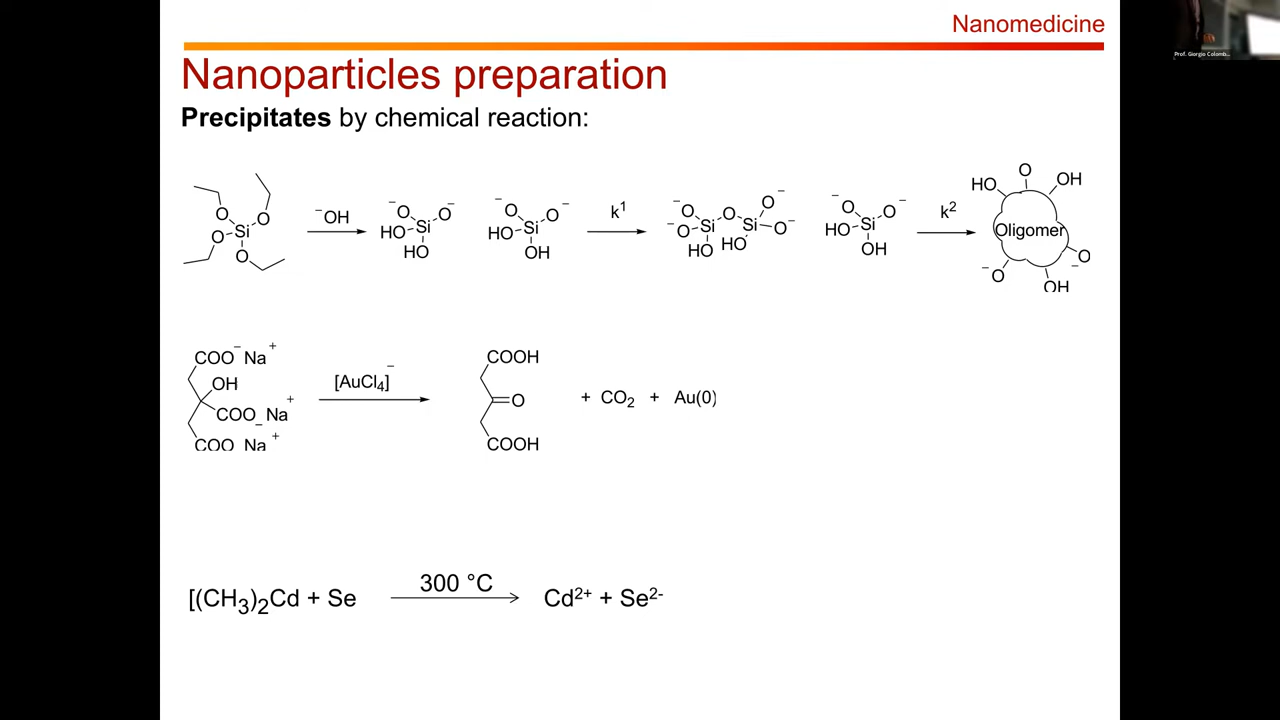 Nanomedicine
Prof. Giorgio Colomb...
Nanoparticles preparation
Precipitates by chemical reaction:
O O Si O O
⁻OH
⁻O O⁻ HO Si HO
⁻O O⁻ HO Si OH
k¹
⁻O O O⁻ ⁻O Si Si O⁻ HO HO
⁻O O⁻ HO Si OH
k²
HO O⁻ OH Oligomer ⁻O OH ⁻O
COO⁻ Na⁺
OH
COO⁻ Na⁺
COO Na⁺
[AuCl₄]⁻
COOH
O
COOH
+ CO₂ + Au(0)
[(CH₃)₂Cd + Se
300 °C
Cd²⁺ + Se²⁻